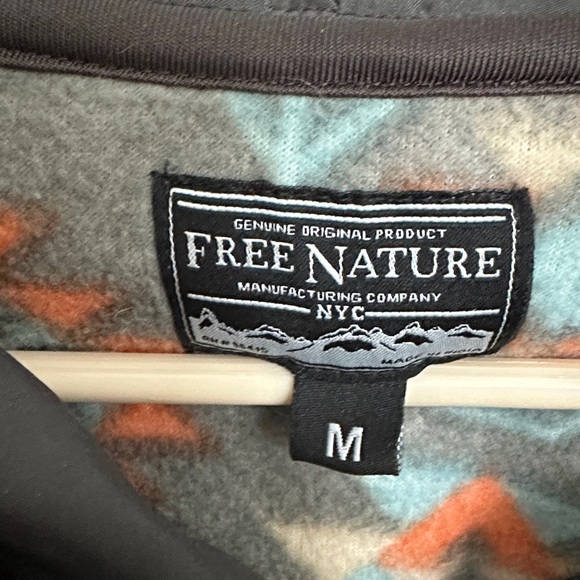 GENUINE ORIGINAL PRODUCT
FREE NATURE
MANUFACTURING COMPANY
NYC
M